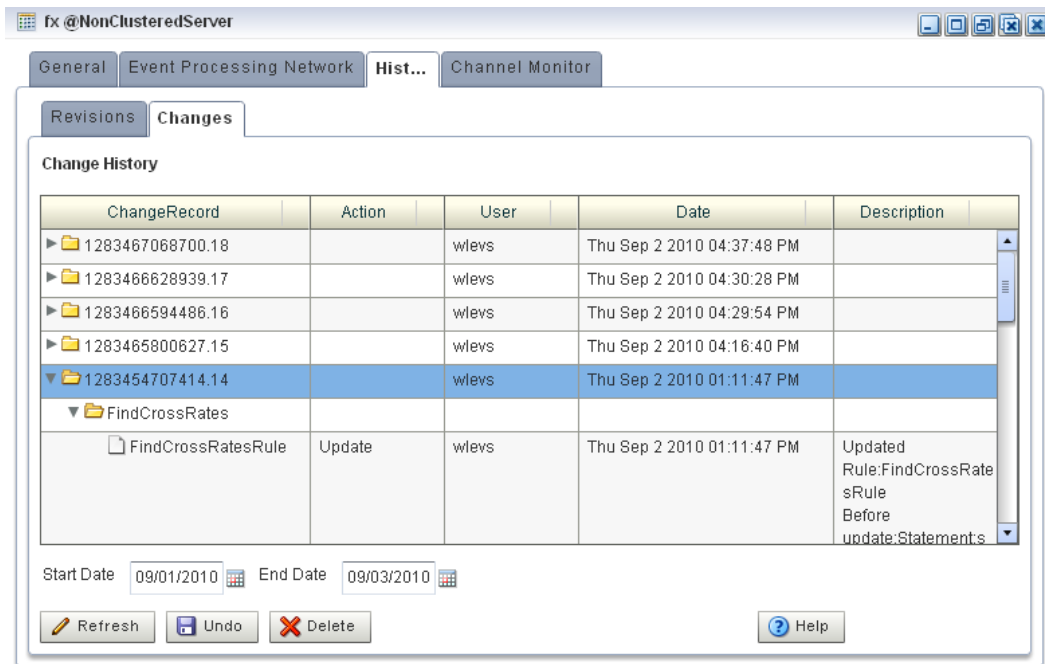 fx @NonClusteredServer
General Event Processing Network Hist... Channel Monitor
Revisions Changes
Change History
ChangeRecord Action User Date Description
1283467068700.18 wlevs Thu Sep 2 2010 04:37:48 PM
1283466628939.17 wlevs Thu Sep 2 2010 04:30:28 PM
1283466594486.16 wlevs Thu Sep 2 2010 04:29:54 PM
1283465800627.15 wlevs Thu Sep 2 2010 04:16:40 PM
1283454707414.14 wlevs Thu Sep 2 2010 01:11:47 PM
FindCrossRates
FindCrossRatesRule Update wlevs Thu Sep 2 2010 01:11:47 PM Updated
Rule:FindCrossRate
sRule
Before
update:Statement:s
Start Date 09/01/2010 End Date 09/03/2010
Refresh Undo Delete Help